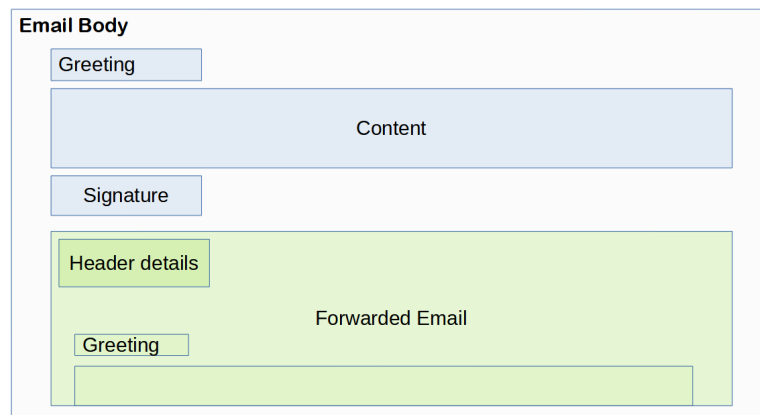 Email Body
Greeting
Content
Signature
Header details
Forwarded Email
Greeting